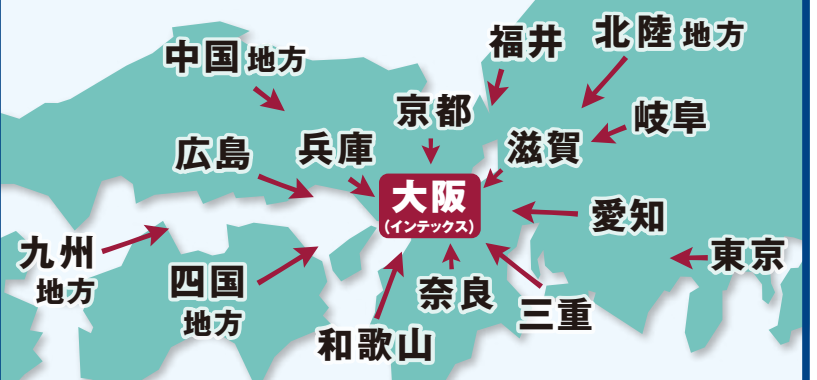 中国地方
福井
北陸地方
京都
岐阜
広島
兵庫
滋賀
大阪
(インテックス)
愛知
九州
地方
東京
四国
地方
奈良
三重
和歌山